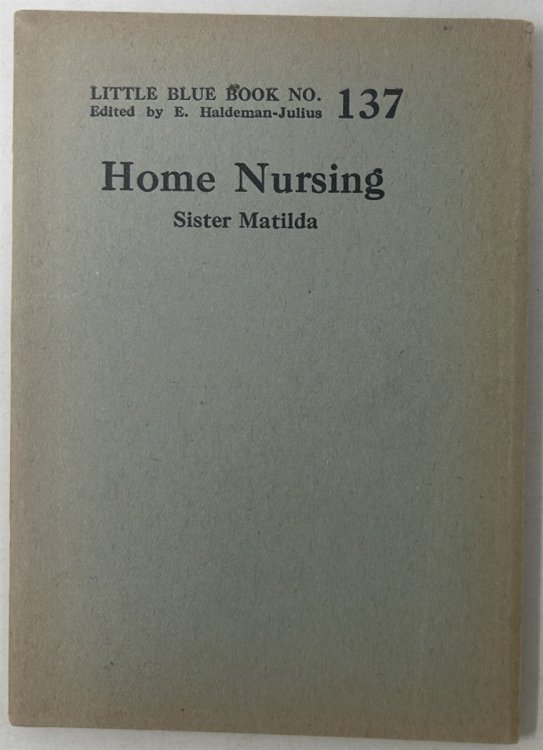 LITTLE BLUE BOOK NO. 137
Edited by E. Haldeman-Julius
Home Nursing
Sister Matilda